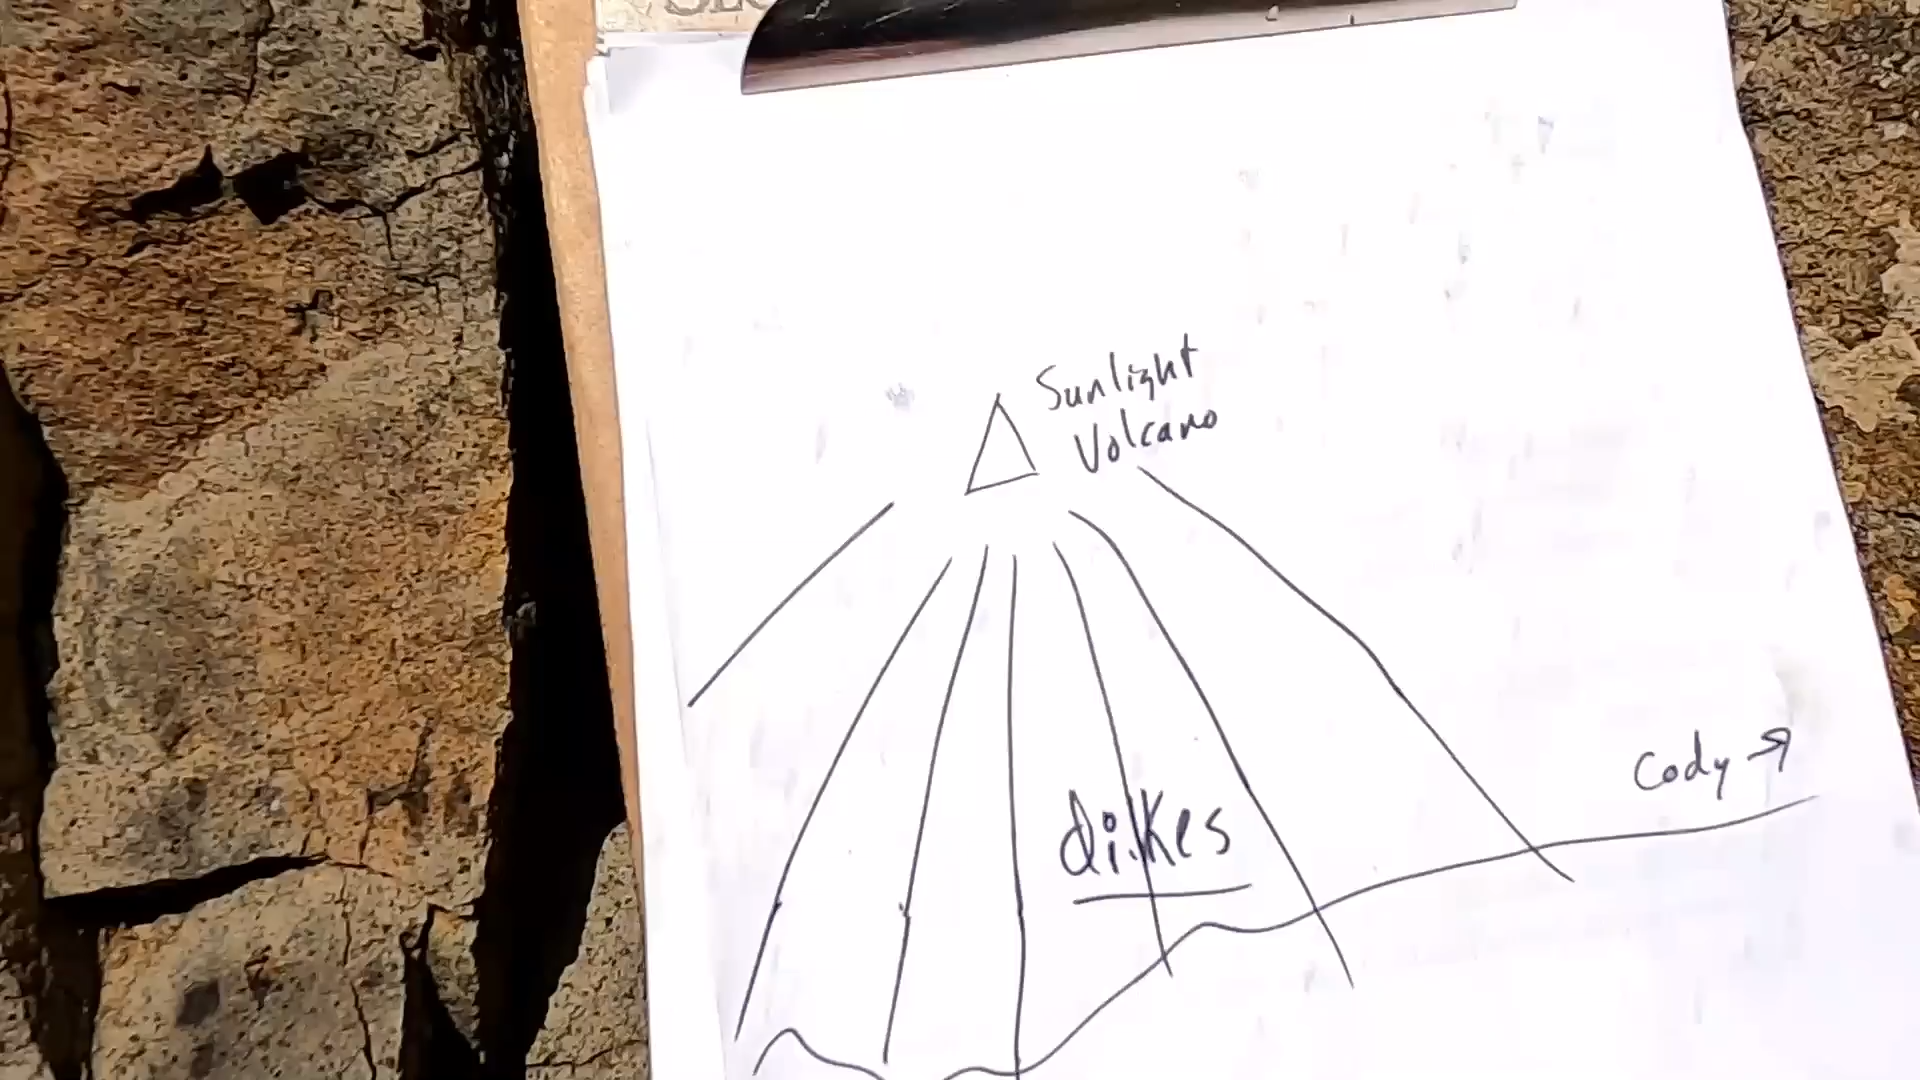 Sunlight
Volcano
Cody →
dikes